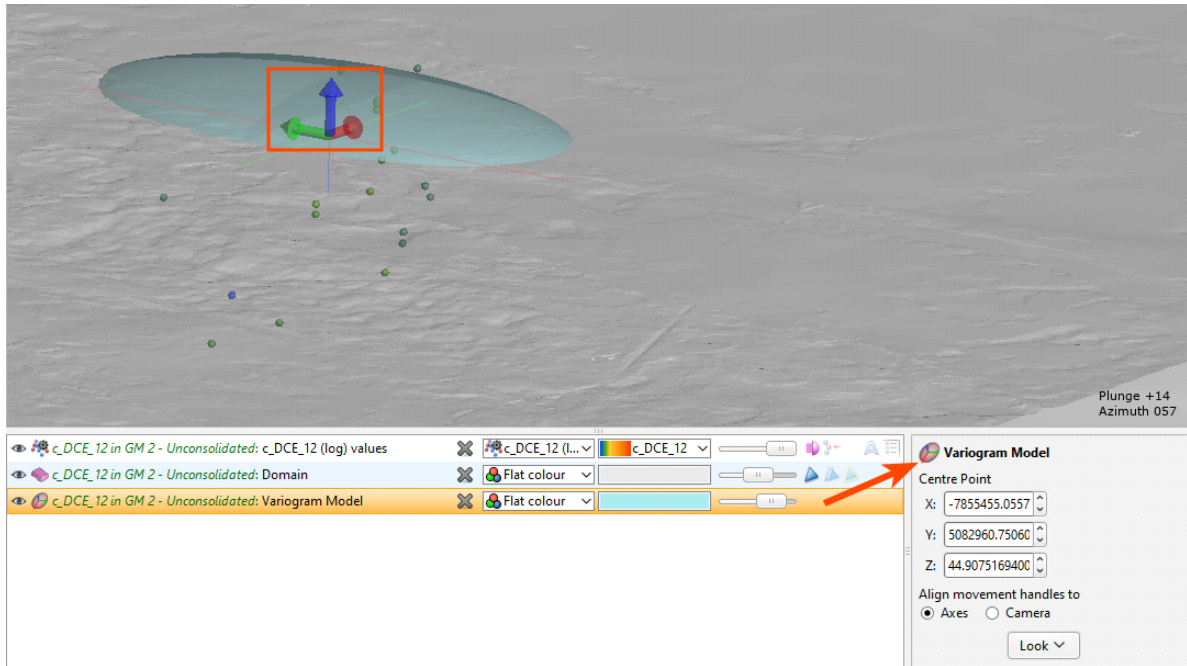 Plunge +14
Azimuth 057
c_DCE_12 in GM 2 - Unconsolidated: c_DCE_12 (log) values c_DCE_12 (l... c_DCE_12
c_DCE_12 in GM 2 - Unconsolidated: Domain Flat colour
c_DCE_12 in GM 2 - Unconsolidated: Variogram Model Flat colour
Variogram Model
Centre Point
X: -7855455.0557
Y: 5082960.7506
Z: 44.907516940
Align movement handles to
Axes Camera
Look